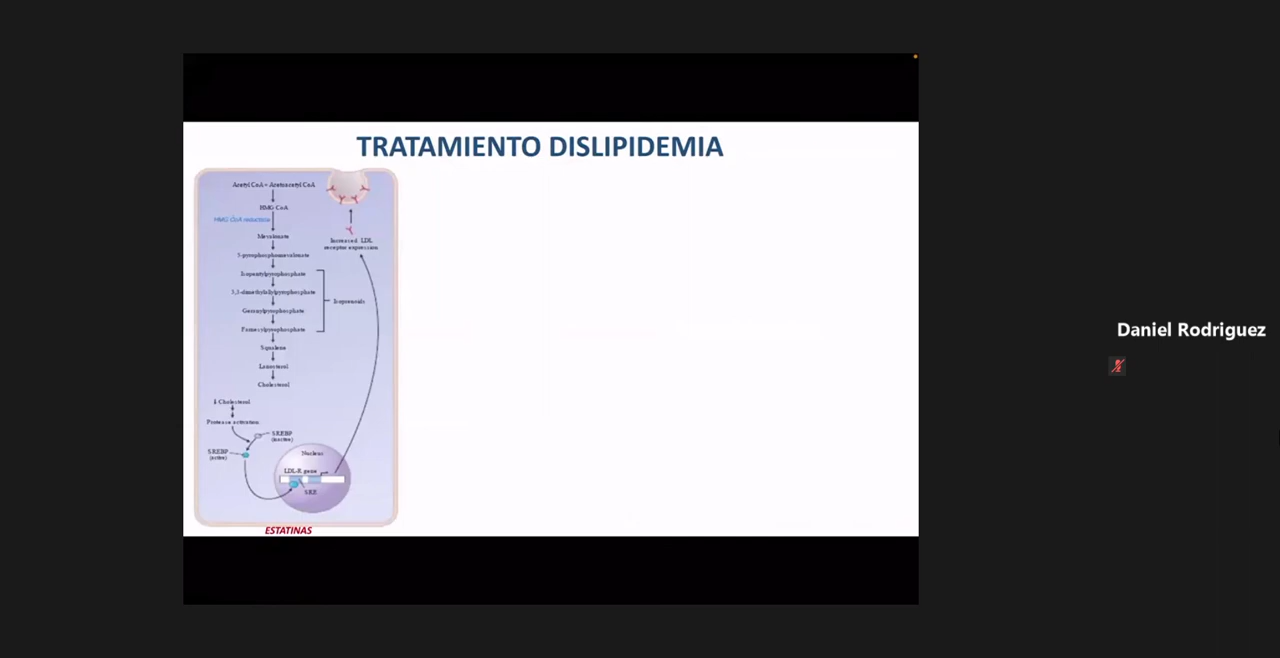 TRATAMIENTO DISLIPIDEMIA
Acetyl CoA + Acetoacetyl CoA
HMG CoA
HMG CoA reductase
Mevalonate
Increased LDL
receptor expression
5-pyrophosphomevalonate
Isopentylpyrophosphate
3,3-dimethylallylpyrophosphate
Isoprenoids
Geranylpyrophosphate
Farnesylpyrophosphate
Squalene
Lanosterol
Cholesterol
Cholesterol
Protease activation
SREBP
(inactive)
SREBP
(active)
Nucleus
LDL-R gene
SRE
ESTATINAS
Daniel Rodriguez